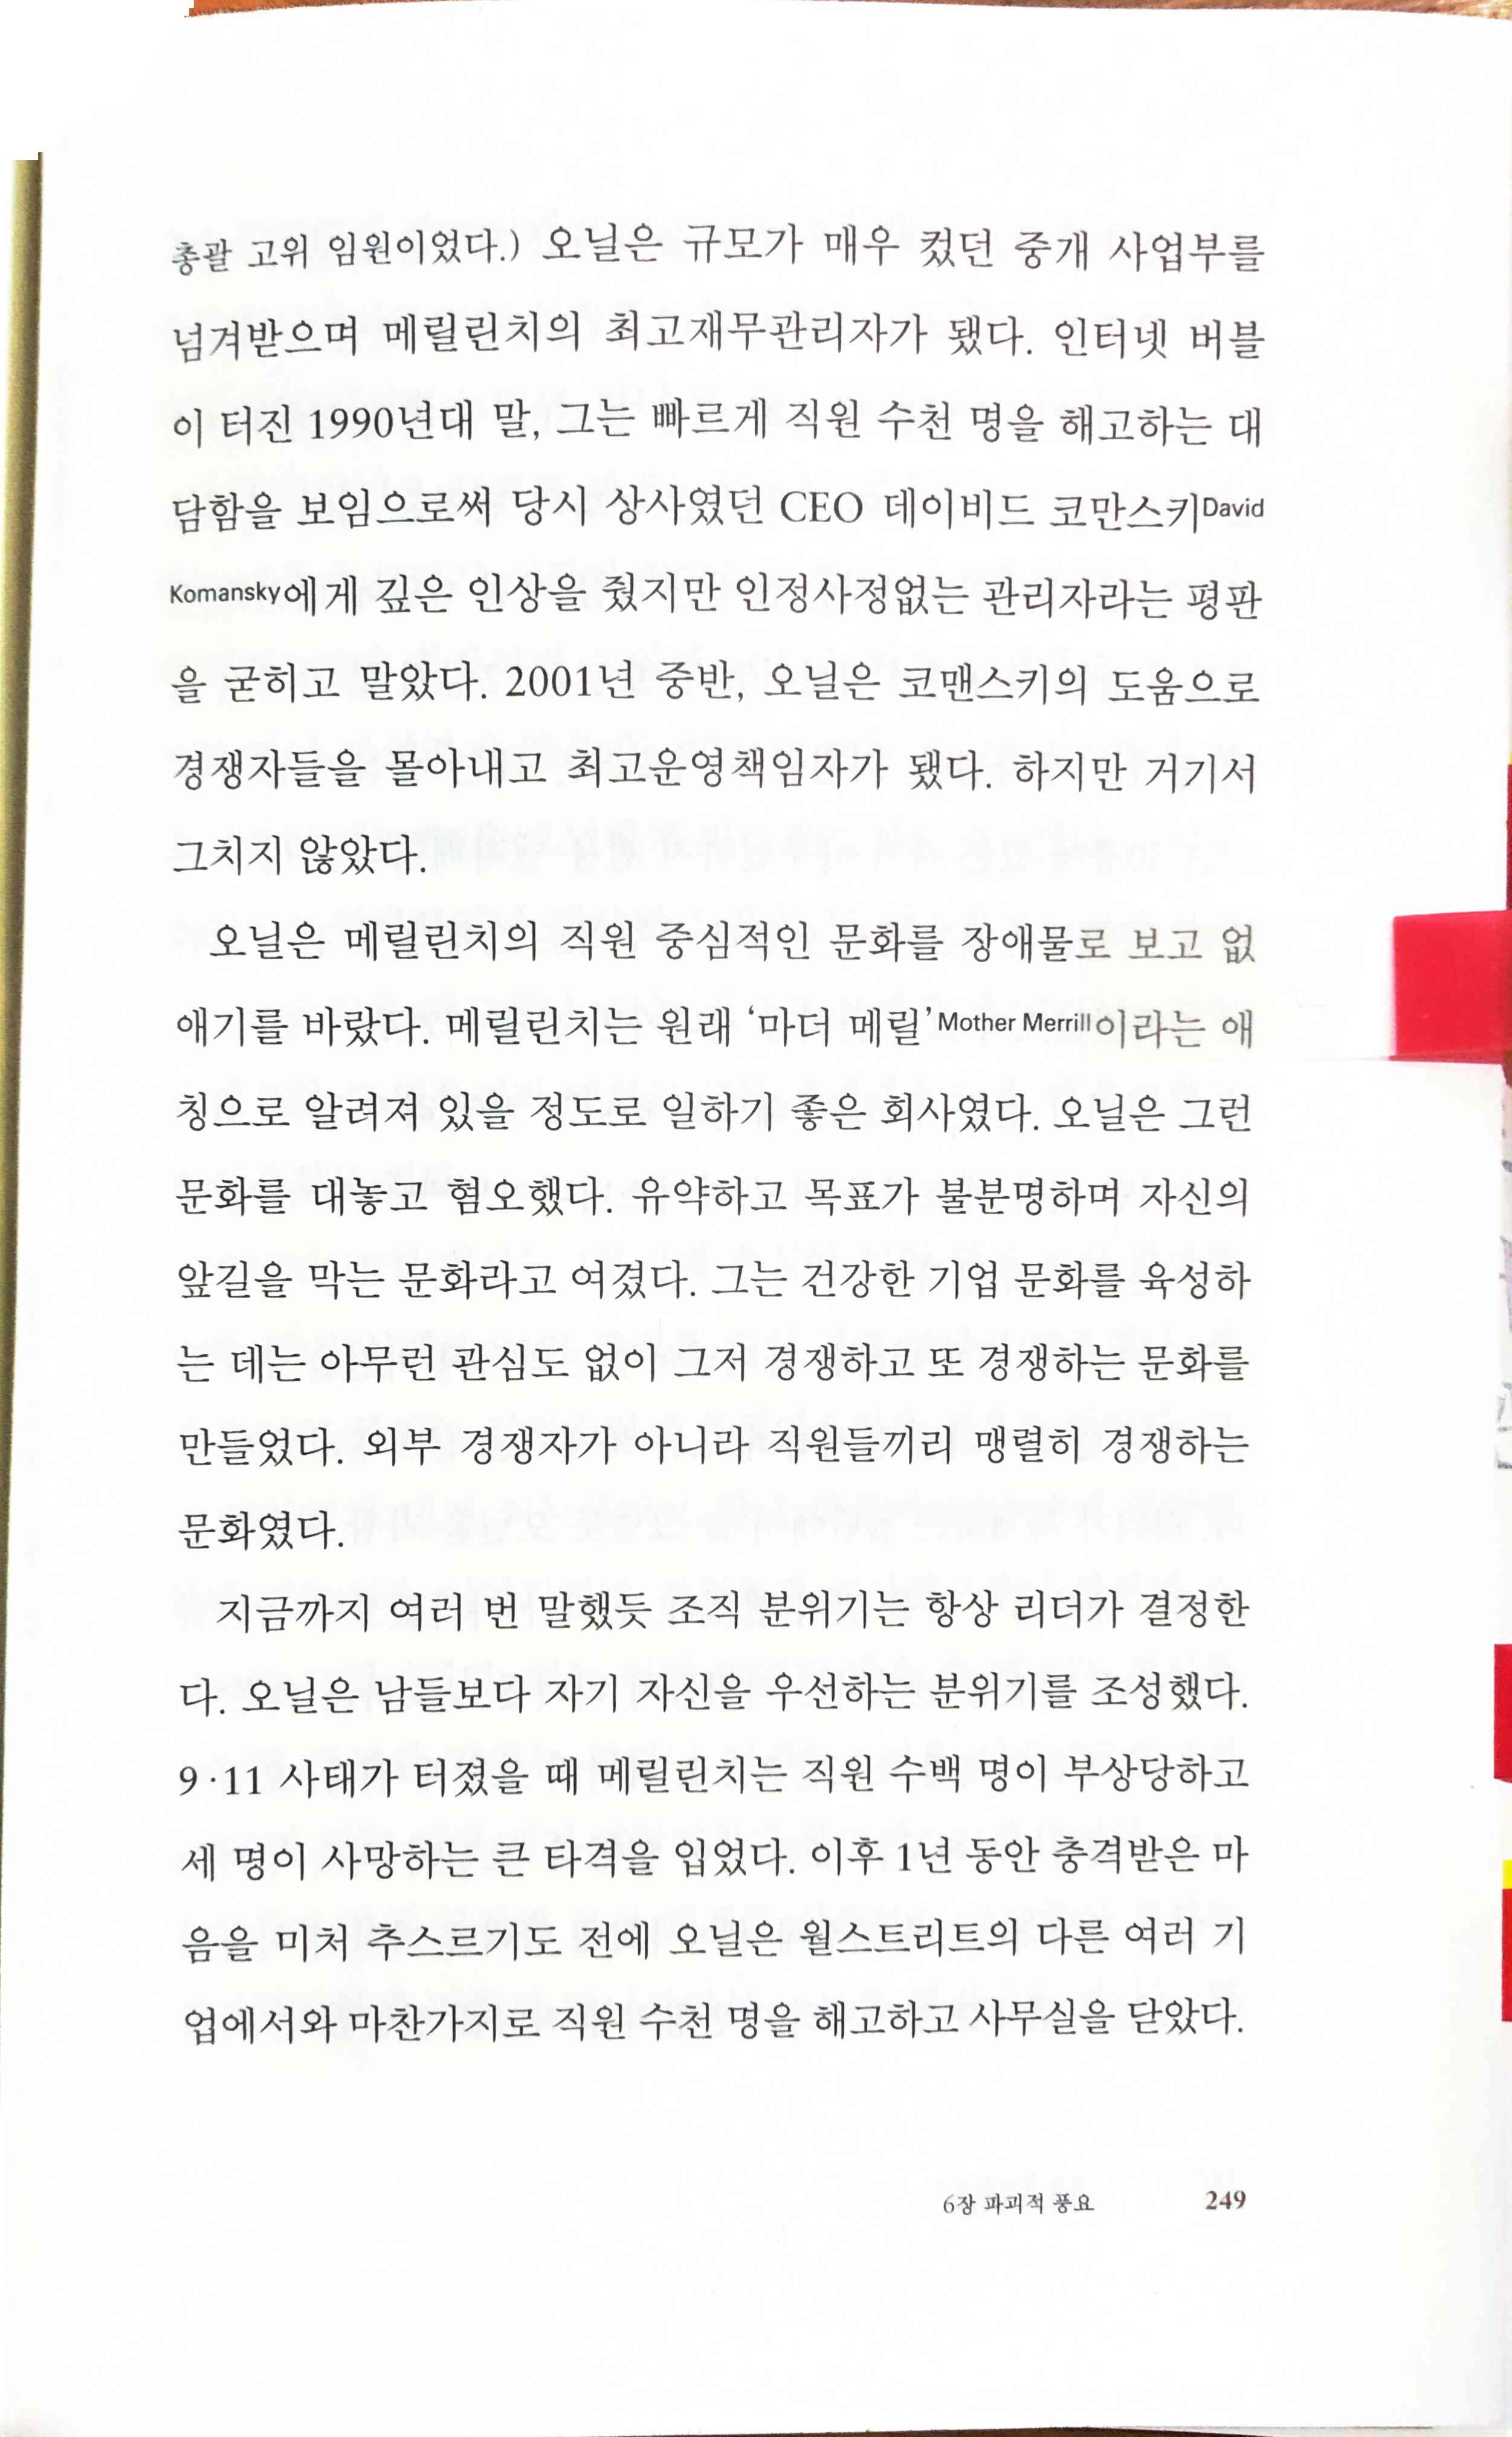 총괄 고위 임원이었다.) 오닐은 규모가 매우 컸던 중개 사업부를
넘겨받으며 메릴린치의 최고재무관리자가 됐다. 인터넷 버블
이 터진 1990년대 말, 그는 빠르게 직원 수천 명을 해고하는 대
담함을 보임으로써 당시 상사였던 CEO 데이비드 코만스키David
Komansky에게 깊은 인상을 줬지만 인정사정없는 관리자라는 평판
을 굳히고 말았다. 2001년 중반, 오닐은 코맨스키의 도움으로
경쟁자들을 몰아내고 최고운영책임자가 됐다. 하지만 거기서
그치지 않았다.
오닐은 메릴린치의 직원 중심적인 문화를 장애물로 보고 없
애기를 바랐다. 메릴린치는 원래 ‘마더 메릴’Mother Merrill이라는 애
칭으로 알려져 있을 정도로 일하기 좋은 회사였다. 오닐은 그런
문화를 대놓고 혐오했다. 유약하고 목표가 불분명하며 자신의
앞길을 막는 문화라고 여겼다. 그는 건강한 기업 문화를 육성하
는 데는 아무런 관심도 없이 그저 경쟁하고 또 경쟁하는 문화를
만들었다. 외부 경쟁자가 아니라 직원들끼리 맹렬히 경쟁하는
문화였다.
지금까지 여러 번 말했듯 조직 분위기는 항상 리더가 결정한
다. 오닐은 남들보다 자기 자신을 우선하는 분위기를 조성했다.
9·11 사태가 터졌을 때 메릴린치는 직원 수백 명이 부상당하고
세 명이 사망하는 큰 타격을 입었다. 이후 1년 동안 충격받은 마
음을 미처 추스르기도 전에 오닐은 월스트리트의 다른 여러 기
업에서와 마찬가지로 직원 수천 명을 해고하고 사무실을 닫았다.
6장 파괴적 풍요 249